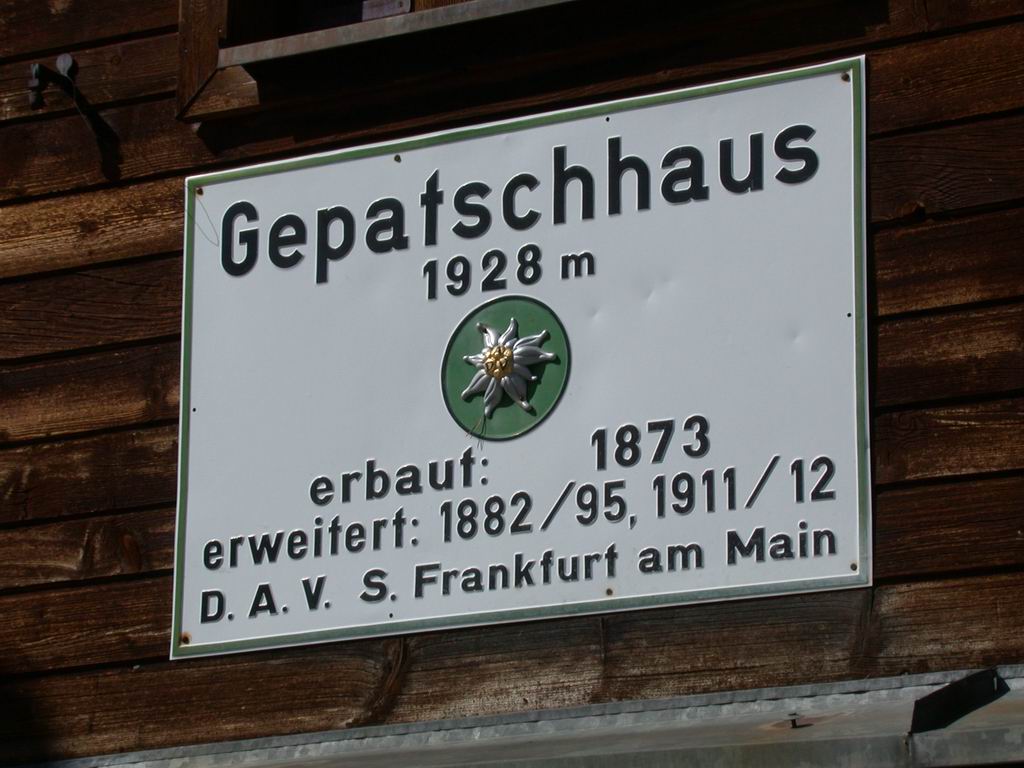 Gepatschhaus
1928 m
erbaut: 1873
erweitert: 1882/95, 1911/12
D. A. V. S. Frankfurt am Main